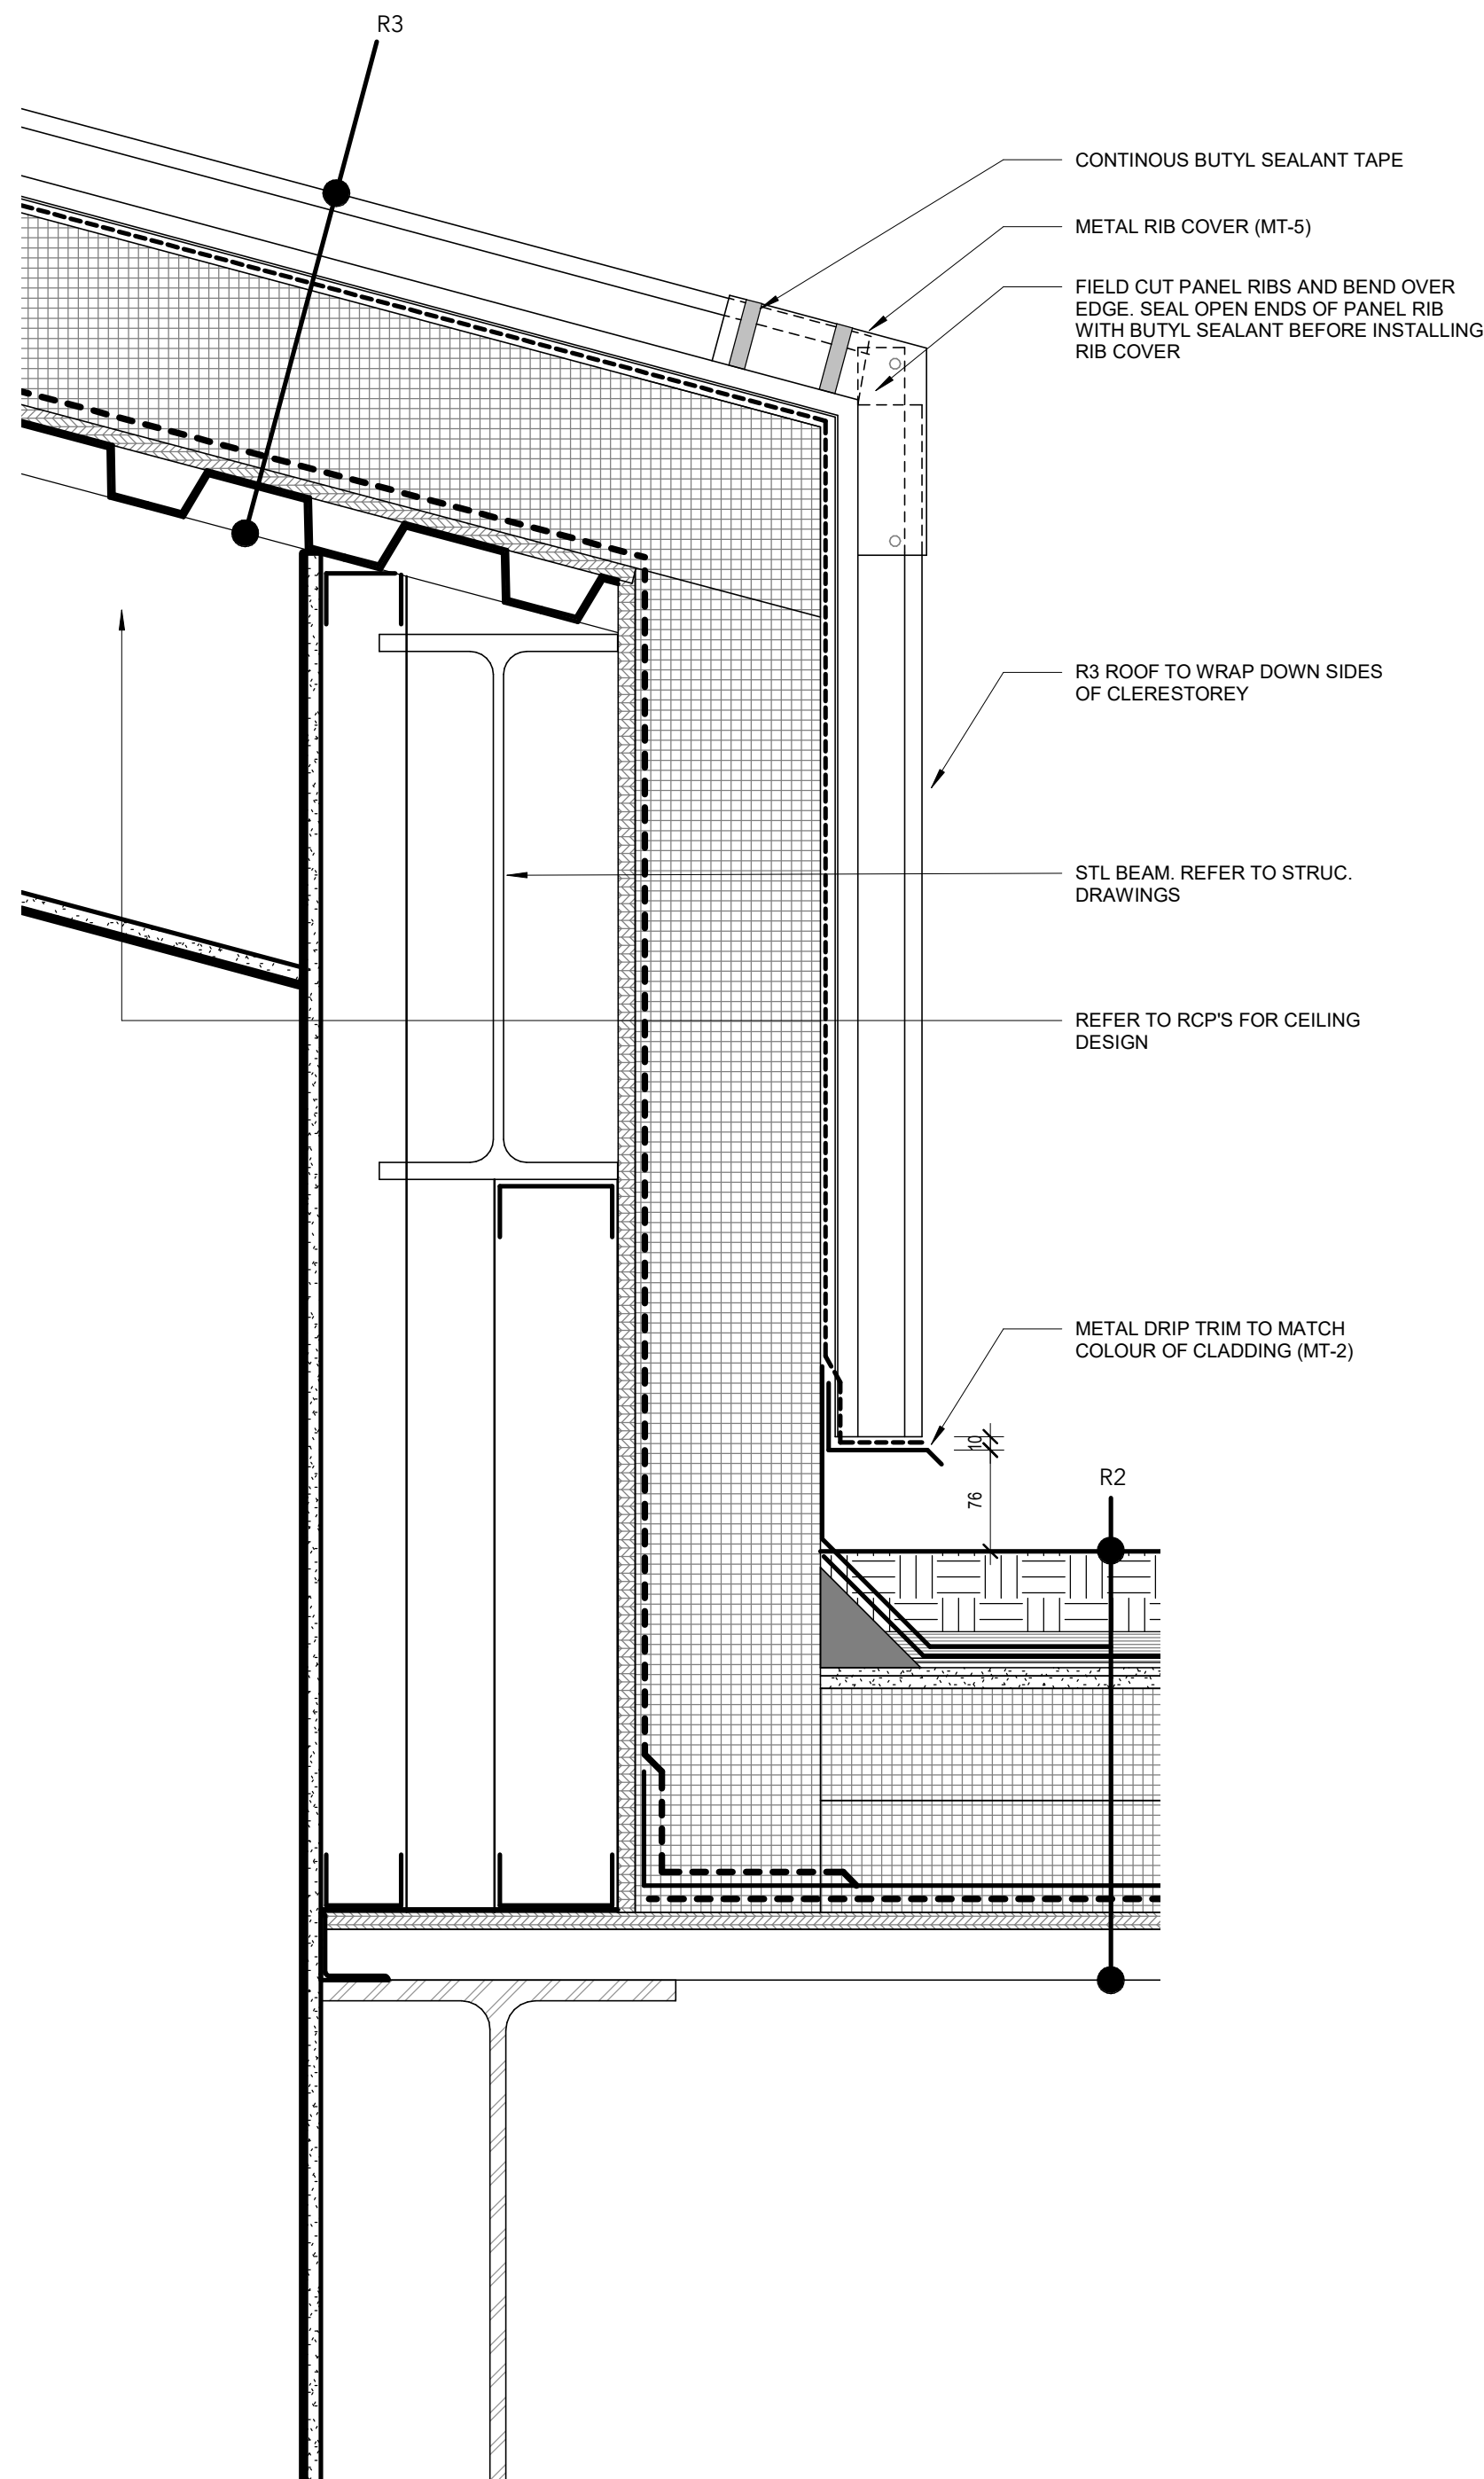 R3
CONTINOUS BUTYL SEALANT TAPE
METAL RIB COVER (MT-5)
FIELD CUT PANEL RIBS AND BEND OVER
EDGE. SEAL OPEN ENDS OF PANEL RIB
WITH BUTYL SEALANT BEFORE INSTALLING
RIB COVER
R3 ROOF TO WRAP DOWN SIDES
OF CLERESTOREY
STL BEAM. REFER TO STRUC.
DRAWINGS
REFER TO RCP'S FOR CEILING
DESIGN
METAL DRIP TRIM TO MATCH
COLOUR OF CLADDING (MT-2)
10
76
R2